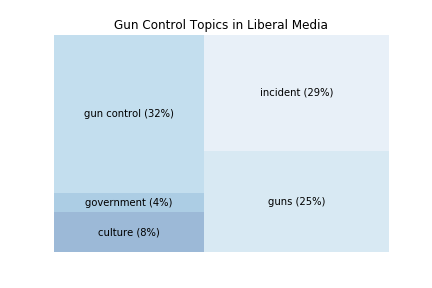 Gun Control Topics in Liberal Media
gun control (32%)
incident (29%)
government (4%)
guns (25%)
culture (8%)